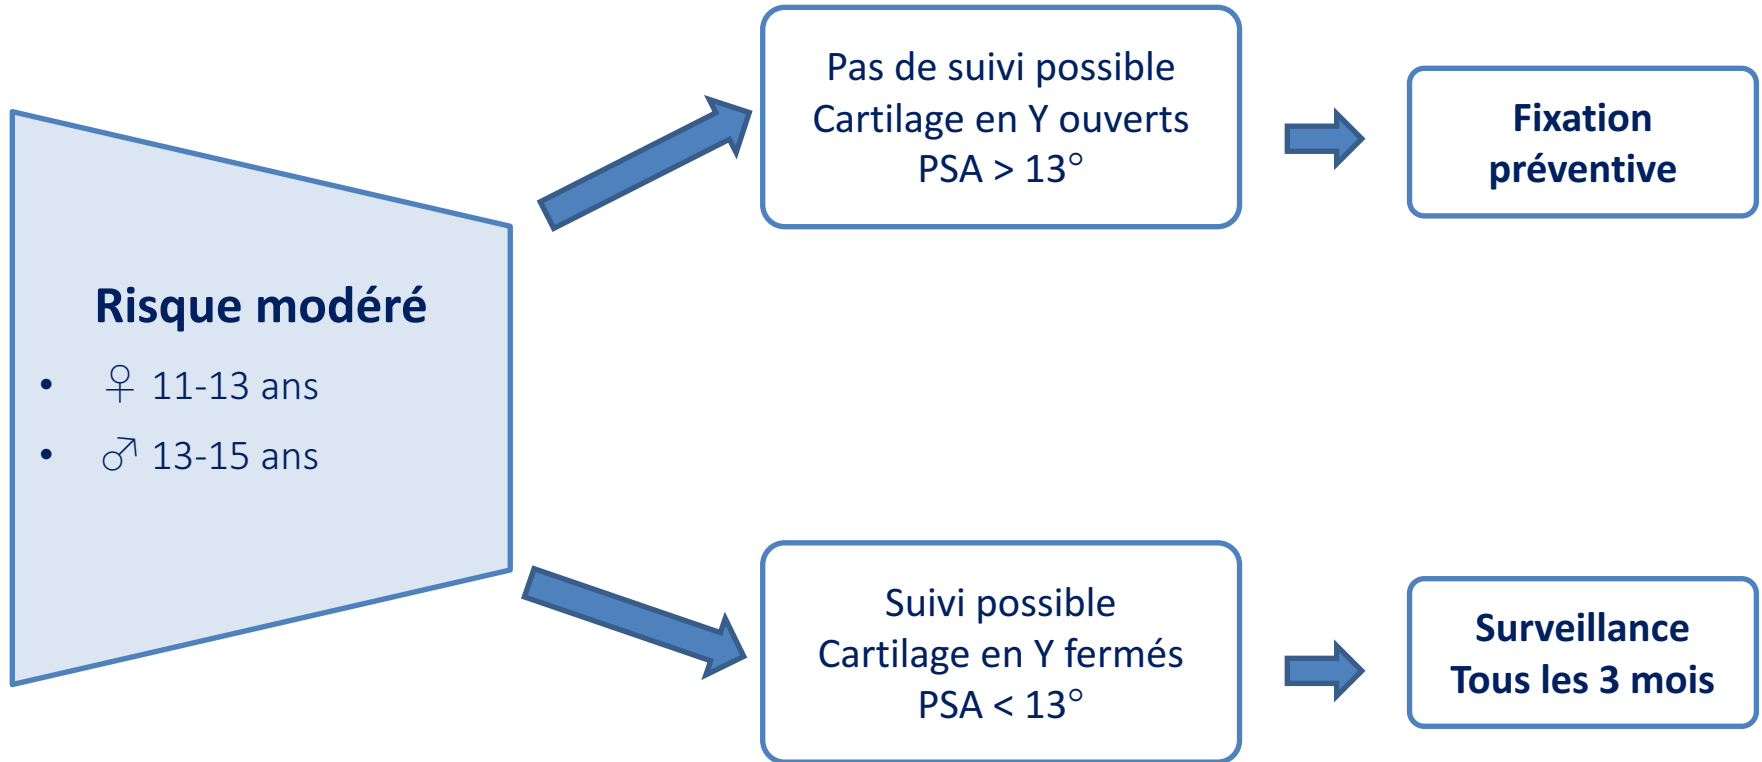 Risque modéré
• ♀ 11-13 ans
• ♂ 13-15 ans
Pas de suivi possible
Cartilage en Y ouverts
PSA > 13°
Fixation
préventive
Suivi possible
Cartilage en Y fermés
PSA < 13°
Surveillance
Tous les 3 mois